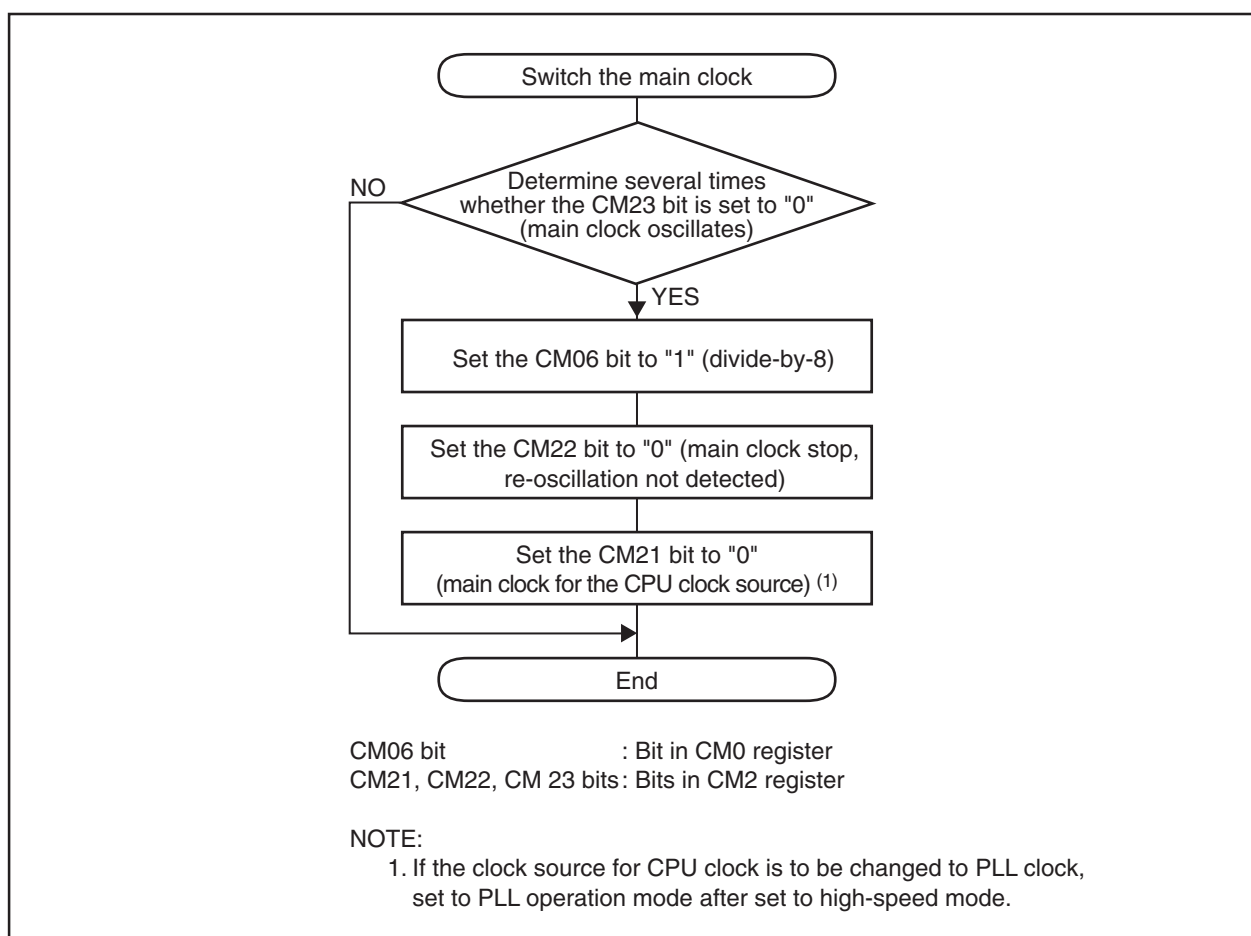 Switch the main clock
NO
Determine several times
whether the CM23 bit is set to "0"
(main clock oscillates)
YES
Set the CM06 bit to "1" (divide-by-8)
Set the CM22 bit to "0" (main clock stop,
re-oscillation not detected)
Set the CM21 bit to "0"
(main clock for the CPU clock source) (1)
End
CM06 bit : Bit in CM0 register
CM21, CM22, CM 23 bits : Bits in CM2 register
NOTE:
1. If the clock source for CPU clock is to be changed to PLL clock,
set to PLL operation mode after set to high-speed mode.